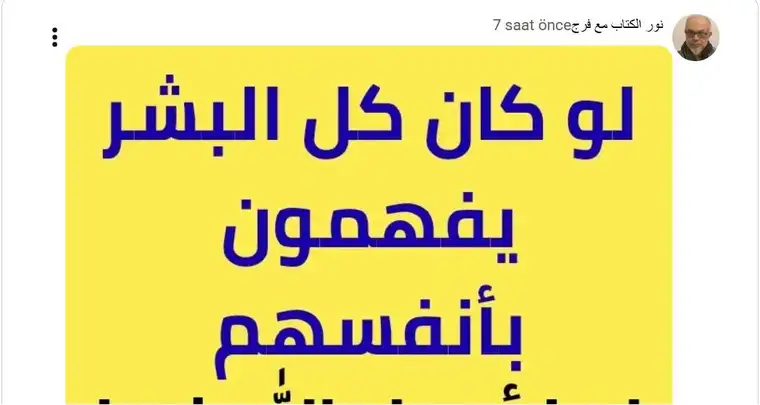 نور الكتاب مع فرج 7 saat önce
لو كان كل البشر
يفهمون
بأنفسهم